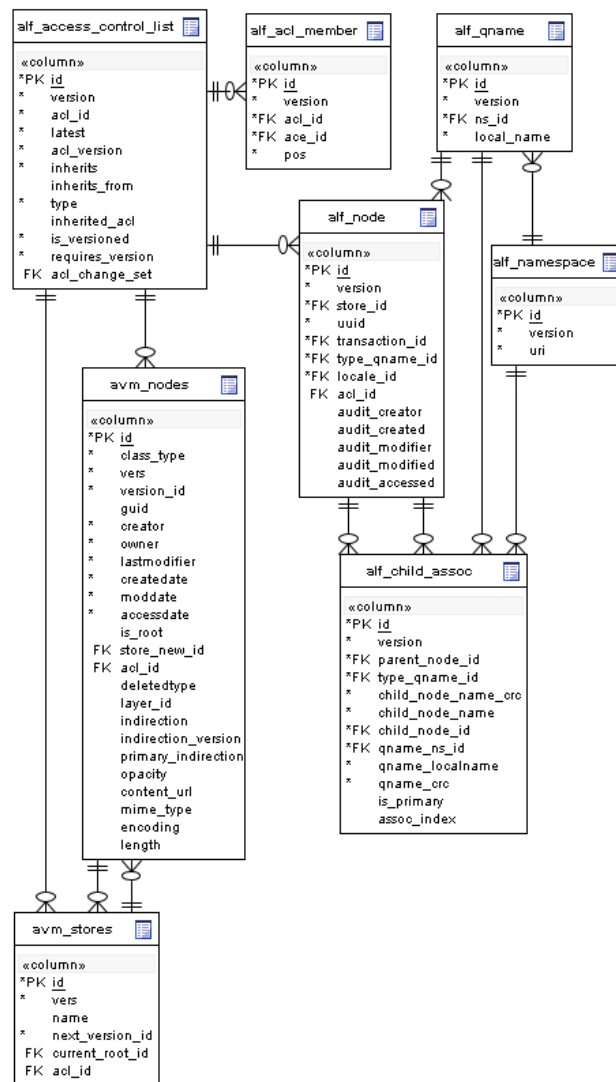 alf_access_control_list
«column»
*PK id
* version
* acl_id
* latest
* acl_version
* inherits
inherits_from
* type
inherited_acl
* is_versioned
* requires_version
FK acl_change_set
alf_acl_member
«column»
*PK id
* version
*FK acl_id
*FK ace_id
* pos
alf_qname
«column»
*PK id
* version
*FK ns_id
* local_name
alf_node
«column»
*PK id
* version
*FK store_id
* uuid
*FK transaction_id
*FK type_qname_id
*FK locale_id
FK acl_id
audit_creator
audit_created
audit_modifier
audit_modified
audit_accessed
alf_namespace
«column»
*PK id
* version
* uri
avm_nodes
«column»
*PK id
* class_type
* vers
* version_id
guid
* creator
* owner
* lastmodifier
* createdate
* moddate
* accessdate
is_root
FK store_new_id
FK acl_id
deletedtype
layer_id
indirection
indirection_version
primary_indirection
opacity
content_url
mime_type
encoding
length
alf_child_assoc
«column»
*PK id
* version
*FK parent_node_id
*FK type_qname_id
* child_node_name_crc
* child_node_name
*FK child_node_id
*FK qname_ns_id
* qname_localname
* qname_crc
is_primary
assoc_index
avm_stores
«column»
*PK id
* vers
name
* next_version_id
FK current_root_id
FK acl_id